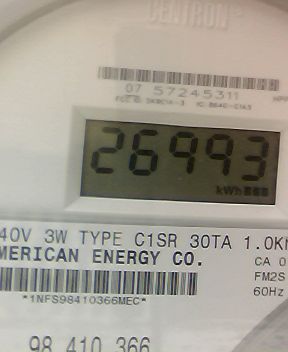 CENTRON®
07 57245311
26993
kWh
40V 3W TYPE C1SR 30TA 1.0K
MERICAN ENERGY CO.
CA 0
FM2S
60Hz
*1NFS98410366MEC*
98 410 366